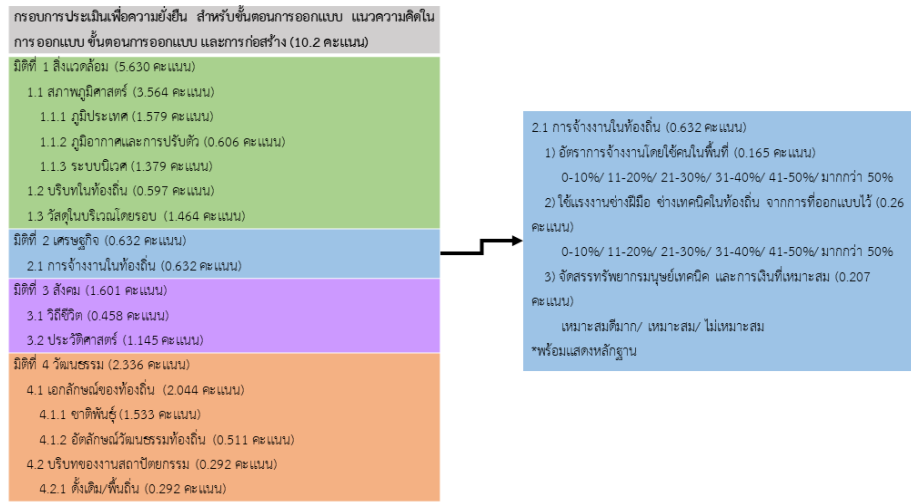 กรอบการประเมินเพื่อความยั่งยืน สำหรับขั้นตอนการออกแบบ แนวความคิดใน
การออกแบบ ขั้นตอนการออกแบบ และการก่อสร้าง (10.2 คะแนน)
มิติที่ 1 สิ่งแวดล้อม (5.630 คะแนน)
1.1 สภาพภูมิศาสตร์ (3.564 คะแนน)
1.1.1 ภูมิประเทศ (1.579 คะแนน)
1.1.2 ภูมิอากาศและการปรับตัว (0.606 คะแนน)
1.1.3 ระบบนิเวศ (1.379 คะแนน)
1.2 บริบทในท้องถิ่น (0.597 คะแนน)
1.3 วัสดุในบริเวณโดยรอบ (1.464 คะแนน)
มิติที่ 2 เศรษฐกิจ (0.632 คะแนน)
2.1 การจ้างงานในท้องถิ่น (0.632 คะแนน)
มิติที่ 3 สังคม (1.601 คะแนน)
3.1 วิถีชีวิต (0.458 คะแนน)
3.2 ประวัติศาสตร์ (1.145 คะแนน)
มิติที่ 4 วัฒนธรรม (2.336 คะแนน)
4.1 เอกลักษณ์ของท้องถิ่น (2.044 คะแนน)
4.1.1 ชาติพันธุ์ (1.533 คะแนน)
4.1.2 อัตลักษณ์วัฒนธรรมท้องถิ่น (0.511 คะแนน)
4.2 บริบทของงานสถาปัตยกรรม (0.292 คะแนน)
4.2.1 ดั้งเดิม/พื้นถิ่น (0.292 คะแนน)
2.1 การจ้างงานในท้องถิ่น (0.632 คะแนน)
1) อัตราการจ้างงานโดยใช้คนในพื้นที่ (0.165 คะแนน)
0-10%/ 11-20%/ 21-30%/ 31-40%/ 41-50%/ มากกว่า 50%
2) ใช้แรงงานช่างฝีมือ ช่างเทคนิคในท้องถิ่น จากการที่ออกแบบไว้ (0.26
คะแนน)
0-10%/ 11-20%/ 21-30%/ 31-40%/ 41-50%/ มากกว่า 50%
3) จัดสรรทรัพยากรมนุษย์เทคนิค และการเงินที่เหมาะสม (0.207
คะแนน)
เหมาะสมดีมาก/ เหมาะสม/ ไม่เหมาะสม
*พร้อมแสดงหลักฐาน